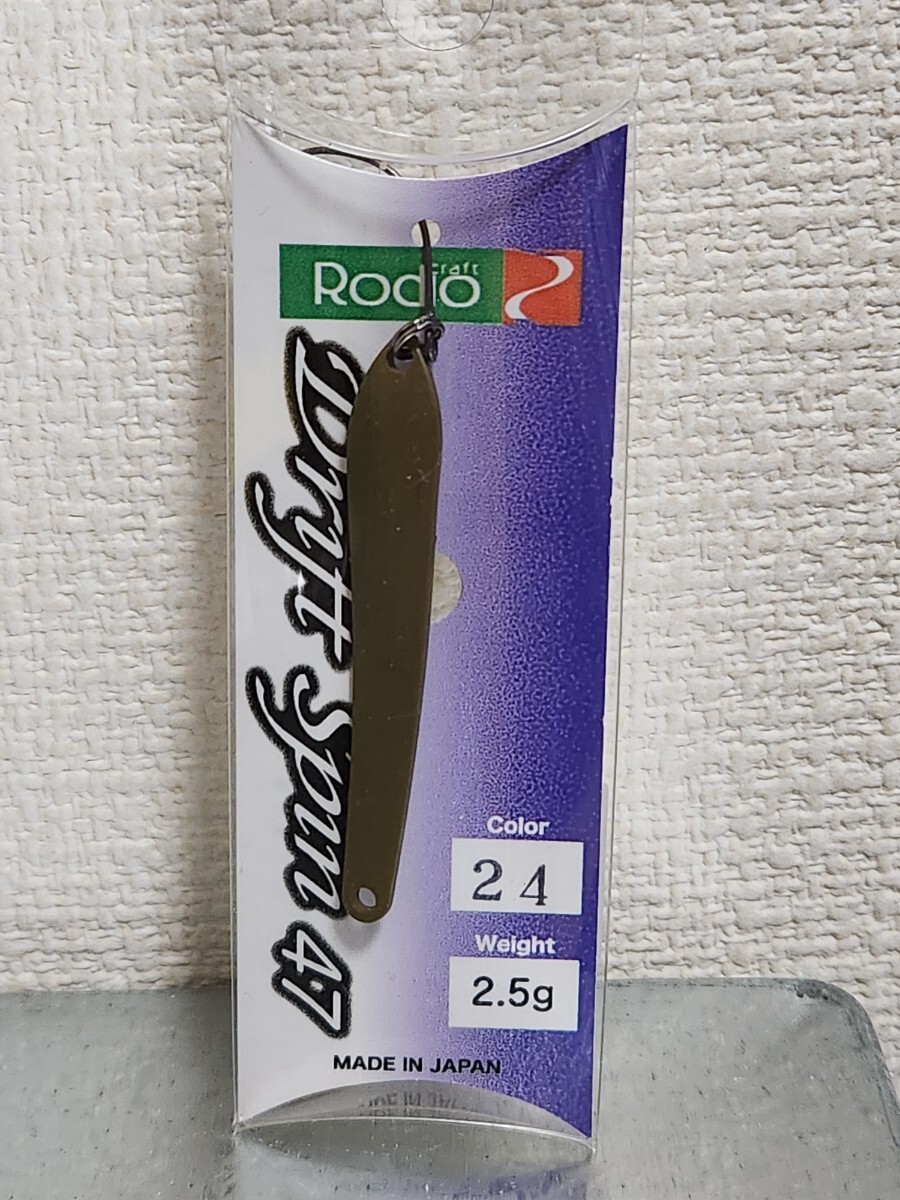 Rodio craft
Drift Spin 47
Color
24
Weight
2.5g
MADE IN JAPAN